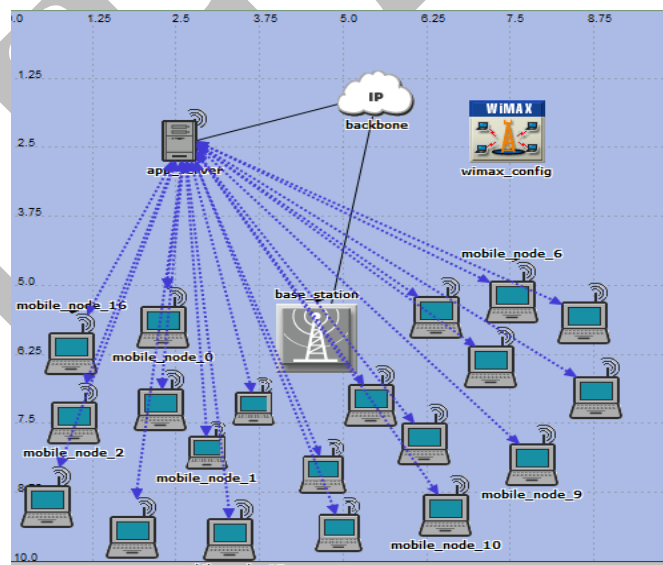 .0 1.25 2.5 3.75 5.0 6.25 7.5 8.75
1.25
IP
WiMAX
backbone
2.5
app_server
wimax_config
3.75
mobile_node_6
5.0
base_station
mobile_node_16
mobile_node_0
6.25
7.5
mobile_node_2
mobile_node_1
mobile_node_9
mobile_node_10
10.0